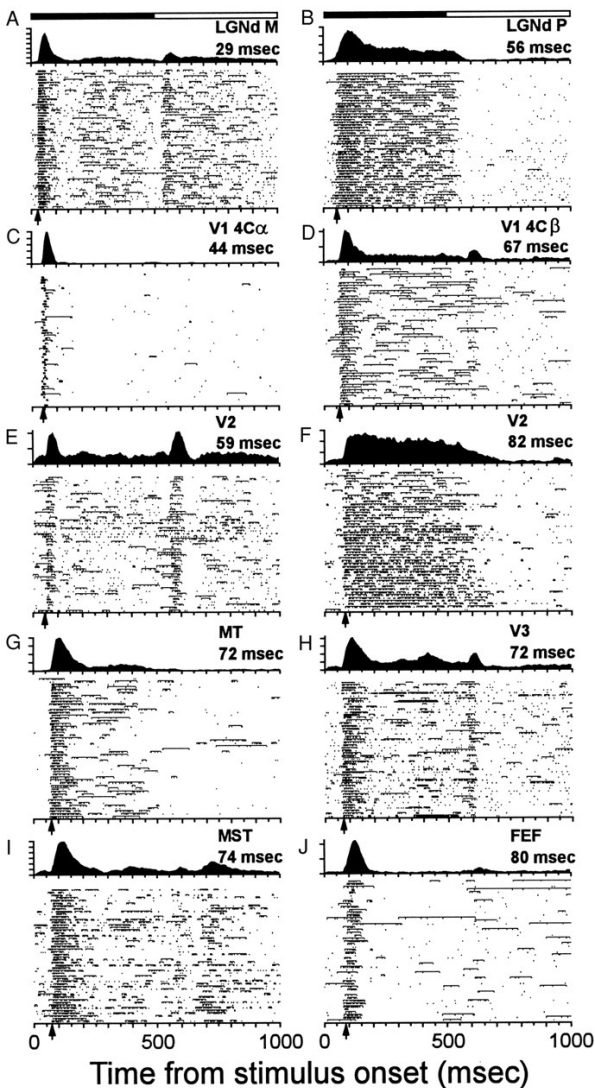 A
LGNd M
29 msec
B
LGNd P
56 msec
C
V1 4Cα
44 msec
D
V1 4Cβ
67 msec
E
V2
59 msec
F
V2
82 msec
G
MT
72 msec
H
V3
72 msec
I
MST
74 msec
J
FEF
80 msec
0 500 1000
0 500 1000
Time from stimulus onset (msec)